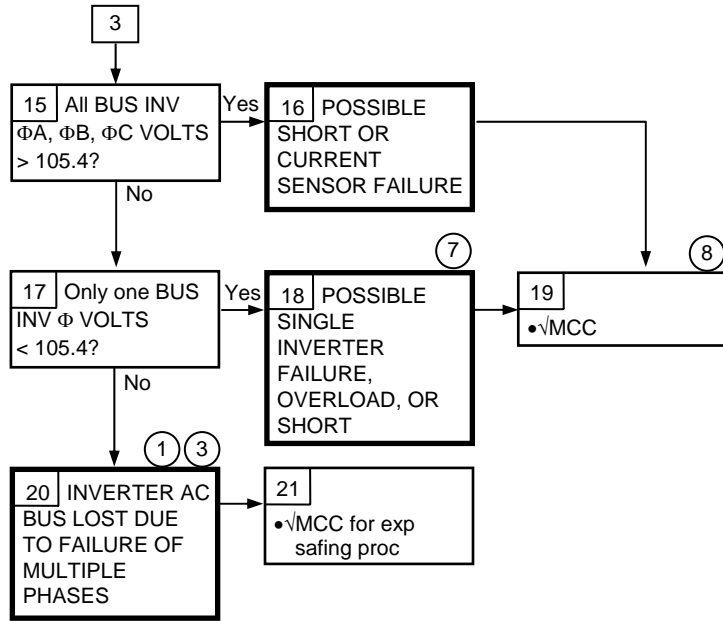 3
15 All BUS INV
ΦA, ΦB, ΦC VOLTS
> 105.4?
Yes
No
16 POSSIBLE
SHORT OR
CURRENT
SENSOR FAILURE
17 Only one BUS
INV Φ VOLTS
< 105.4?
Yes
No
7
18 POSSIBLE
SINGLE
INVERTER
FAILURE,
OVERLOAD, OR
SHORT
8
19
•√MCC
1 3
20 INVERTER AC
BUS LOST DUE
TO FAILURE OF
MULTIPLE
PHASES
21
•√MCC for exp
safing proc